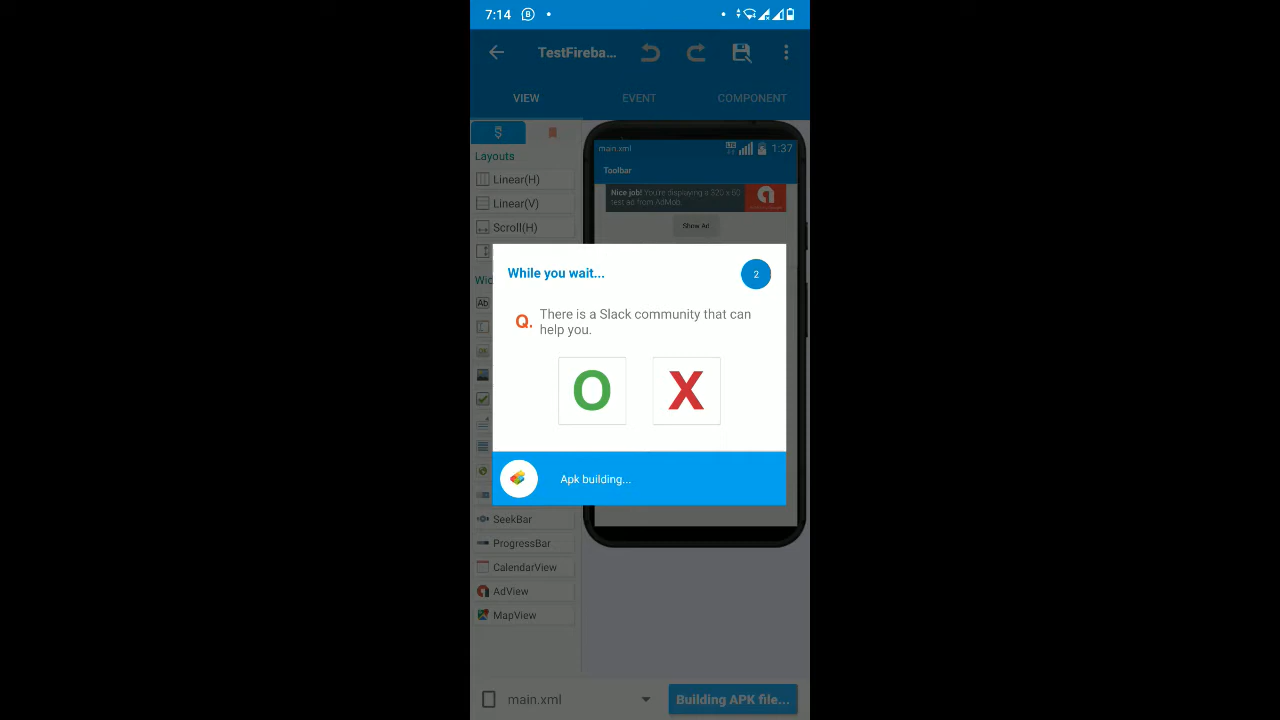 7:14
TestFireba...
VIEW
EVENT
COMPONENT
Layouts
Linear(H)
Linear(V)
Scroll(H)
Ab
SeekBar
ProgressBar
CalendarView
AdView
MapView
main.xml
LTE
1:37
Toolbar
Nice job! You're displaying a 320 x 50
test ad from AdMob.
Show Ad
While you wait...
2
Q. There is a Slack community that can
help you.
O X
Apk building...
main.xml
Building APK file...